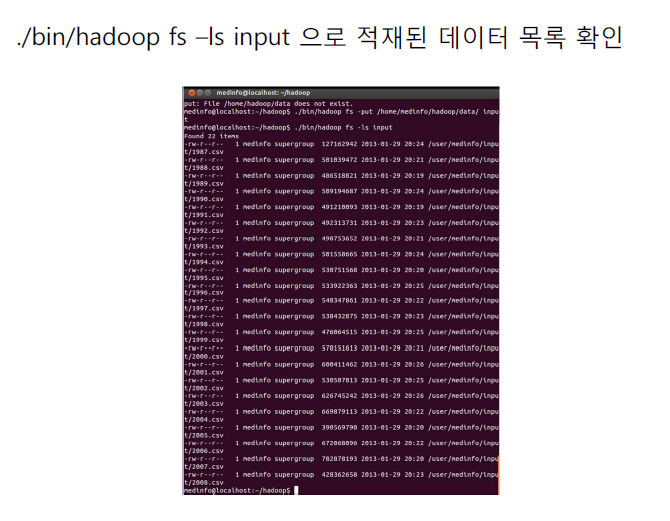 ./bin/hadoop fs –ls input 으로 적재된 데이터 목록 확인
medinfo@localhost: ~/hadoop
put: File /home/hadoop/data does not exist.
medinfo@localhost:~/hadoop$ ./bin/hadoop fs -put /home/medinfo/hadoop/data/ inpu
t
medinfo@localhost:~/hadoop$ ./bin/hadoop fs -ls input
Found 22 items
-rw-r--r--   1 medinfo supergroup  127162942 2013-01-29 20:24 /user/medinfo/inpu
t/1987.csv
-rw-r--r--   1 medinfo supergroup  501039472 2013-01-29 20:21 /user/medinfo/inpu
t/1988.csv
-rw-r--r--   1 medinfo supergroup  486518821 2013-01-29 20:19 /user/medinfo/inpu
t/1989.csv
-rw-r--r--   1 medinfo supergroup  509194687 2013-01-29 20:24 /user/medinfo/inpu
t/1990.csv
-rw-r--r--   1 medinfo supergroup  491210093 2013-01-29 20:19 /user/medinfo/inpu
t/1991.csv
-rw-r--r--   1 medinfo supergroup  492313731 2013-01-29 20:23 /user/medinfo/inpu
t/1992.csv
-rw-r--r--   1 medinfo supergroup  490753652 2013-01-29 20:21 /user/medinfo/inpu
t/1993.csv
-rw-r--r--   1 medinfo supergroup  501558665 2013-01-29 20:24 /user/medinfo/inpu
t/1994.csv
-rw-r--r--   1 medinfo supergroup  530751568 2013-01-29 20:20 /user/medinfo/inpu
t/1995.csv
-rw-r--r--   1 medinfo supergroup  533922363 2013-01-29 20:25 /user/medinfo/inpu
t/1996.csv
-rw-r--r--   1 medinfo supergroup  540347861 2013-01-29 20:22 /user/medinfo/inpu
t/1997.csv
-rw-r--r--   1 medinfo supergroup  538432875 2013-01-29 20:23 /user/medinfo/inpu
t/1998.csv
-rw-r--r--   1 medinfo supergroup  476064515 2013-01-29 20:25 /user/medinfo/inpu
t/1999.csv
-rw-r--r--   1 medinfo supergroup  578151613 2013-01-29 20:21 /user/medinfo/inpu
t/2000.csv
-rw-r--r--   1 medinfo supergroup  600411462 2013-01-29 20:26 /user/medinfo/inpu
t/2001.csv
-rw-r--r--   1 medinfo supergroup  530507013 2013-01-29 20:25 /user/medinfo/inpu
t/2002.csv
-rw-r--r--   1 medinfo supergroup  626745242 2013-01-29 20:26 /user/medinfo/inpu
t/2003.csv
-rw-r--r--   1 medinfo supergroup  669879113 2013-01-29 20:22 /user/medinfo/inpu
t/2004.csv
-rw-r--r--   1 medinfo supergroup  390569790 2013-01-29 20:20 /user/medinfo/inpu
t/2005.csv
-rw-r--r--   1 medinfo supergroup  672068096 2013-01-29 20:22 /user/medinfo/inpu
t/2006.csv
-rw-r--r--   1 medinfo supergroup  702878193 2013-01-29 20:20 /user/medinfo/inpu
t/2007.csv
-rw-r--r--   1 medinfo supergroup  428362658 2013-01-29 20:23 /user/medinfo/inpu
t/2008.csv
medinfo@localhost:~/hadoop$